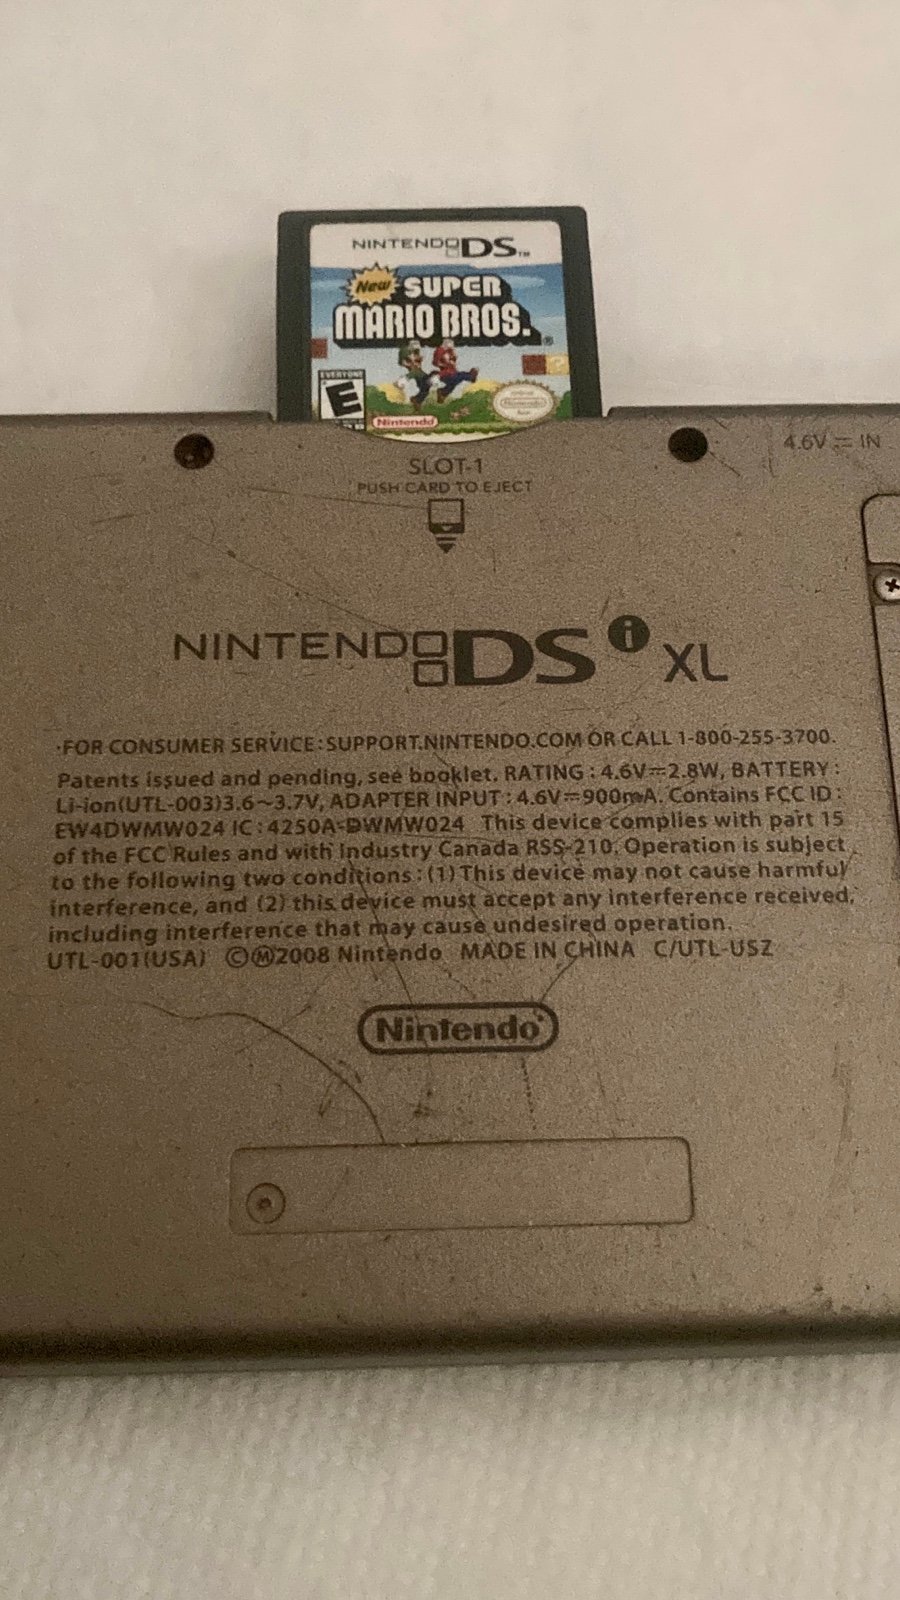 NINTENDO DS™
New SUPER
MARIO BROS.®
EVERYONE
E
Nintendo
Nintendo
SLOT-1
PUSH CARD TO EJECT
4.6V⎓IN
NINTENDO DSi XL
FOR CONSUMER SERVICE:SUPPORT.NINTENDO.COM OR CALL 1-800-255-3700.
Patents issued and pending, see booklet. RATING:4.6V⎓2.8W, BATTERY:
Li-ion(UTL-003)3.6~3.7V, ADAPTER INPUT:4.6V⎓900mA. Contains FCC ID:
EW4DWMW024 IC:4250A-DWMW024 This device complies with part 15
of the FCC Rules and with Industry Canada RSS-210. Operation is subject
to the following two conditions:(1)This device may not cause harmful
interference, and (2) this device must accept any interference received,
including interference that may cause undesired operation.
UTL-001(USA) ©Ⓜ2008 Nintendo MADE IN CHINA C/UTL-USZ
Nintendo®